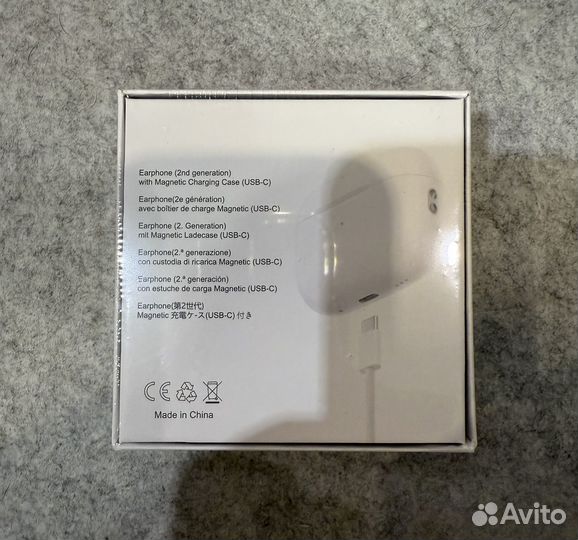 Earphone (2nd generation)
with Magnetic Charging Case (USB-C)
Earphone(2e génération)
avec boîtier de charge Magnetic (USB-C)
Earphone (2. Generation)
mit Magnetic Ladecase (USB-C)
Earphone(2.ª generazione)
con custodia di ricarica Magnetic (USB-C)
Earphone (2.ª generación)
con estuche de carga Magnetic (USB-C)
Earphone(第2世代)
Magnetic 充電ケ-ス(USB-C) 付き
CE
Made in China
Avito